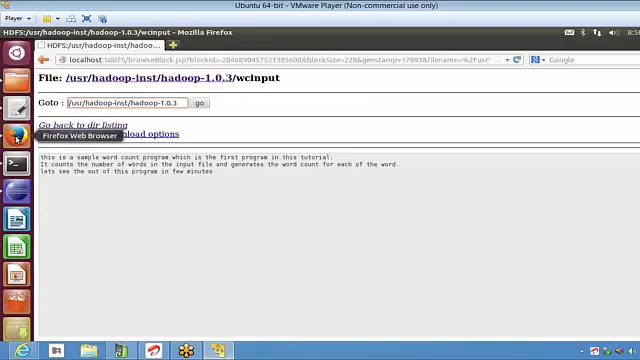 Ubuntu 64-bit - VMware Player (Non-commercial use only)
Player
HDFS:/usr/hadoop-inst/hadoop-1.0.3/wcinput - Mozilla Firefox
8:58
HDFS:/usr/hadoop-inst/hadoo...
localhost:50075/browseBlock.jsp?blockId=
Google
File: /usr/hadoop-inst/hadoop-1.0.3/wcinput
Goto : /usr/hadoop-inst/hadoop-1.0.3 go
Go back to dir listing
Firefox Web Browser
load options
this is a sample word count program which is the first program in this tutorial.
It counts the number of words in the input file and generates the word count for each of the word.
lets see the out of this program in few minutes